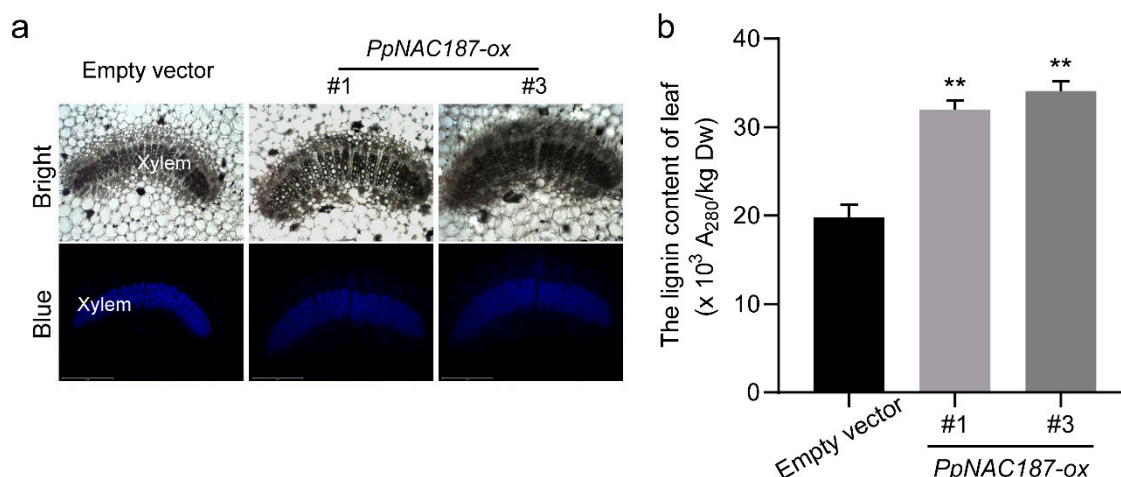 a
PpNAC187-ox
Empty vector
#1
#3
Bright
Xylem
Blue
Xylem
b
The lignin content of leaf
(x 10³ A₂₈₀/kg Dw)
40
30
20
10
0
**
**
Empty vector
#1
#3
PpNAC187-ox